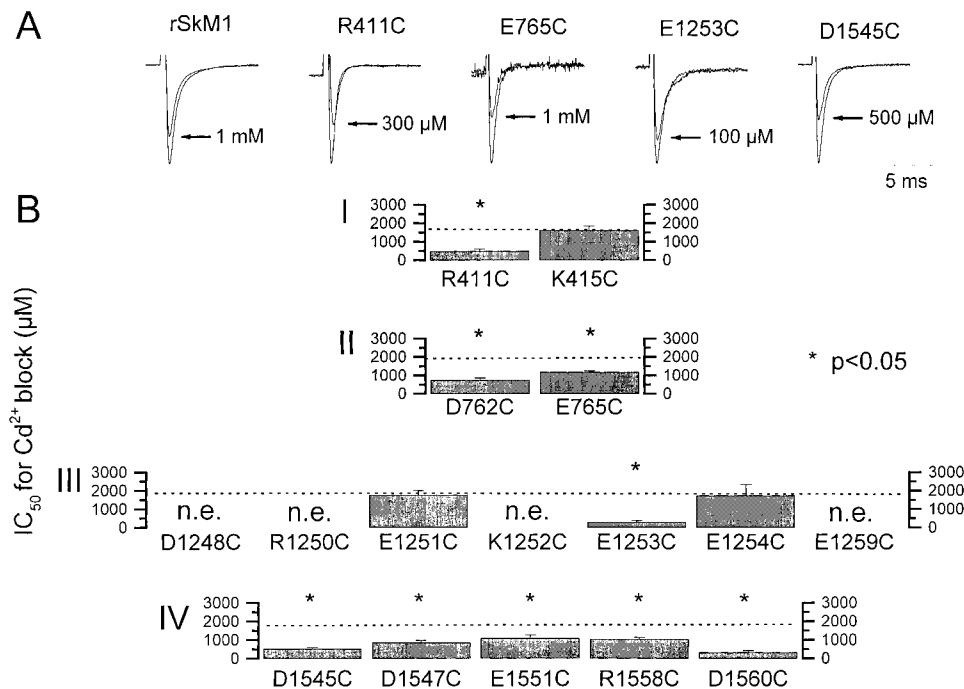 A
rSkM1 R411C E765C E1253C D1545C
1 mM 300 µM 1 mM 100 µM 500 µM
5 ms
B
IC50 for Cd2+ block (µM)
I
3000 * 3000
2000 2000
1000 1000
0 0
R411C K415C
II
3000 * * 3000
2000 2000
1000 1000
0 0
D762C E765C
* p<0.05
III
3000 * 3000
2000 2000
1000 1000
0 n.e. n.e. n.e. n.e. 0
D1248C R1250C E1251C K1252C E1253C E1254C E1259C
IV
3000 * * * * * 3000
2000 2000
1000 1000
0 0
D1545C D1547C E1551C R1558C D1560C